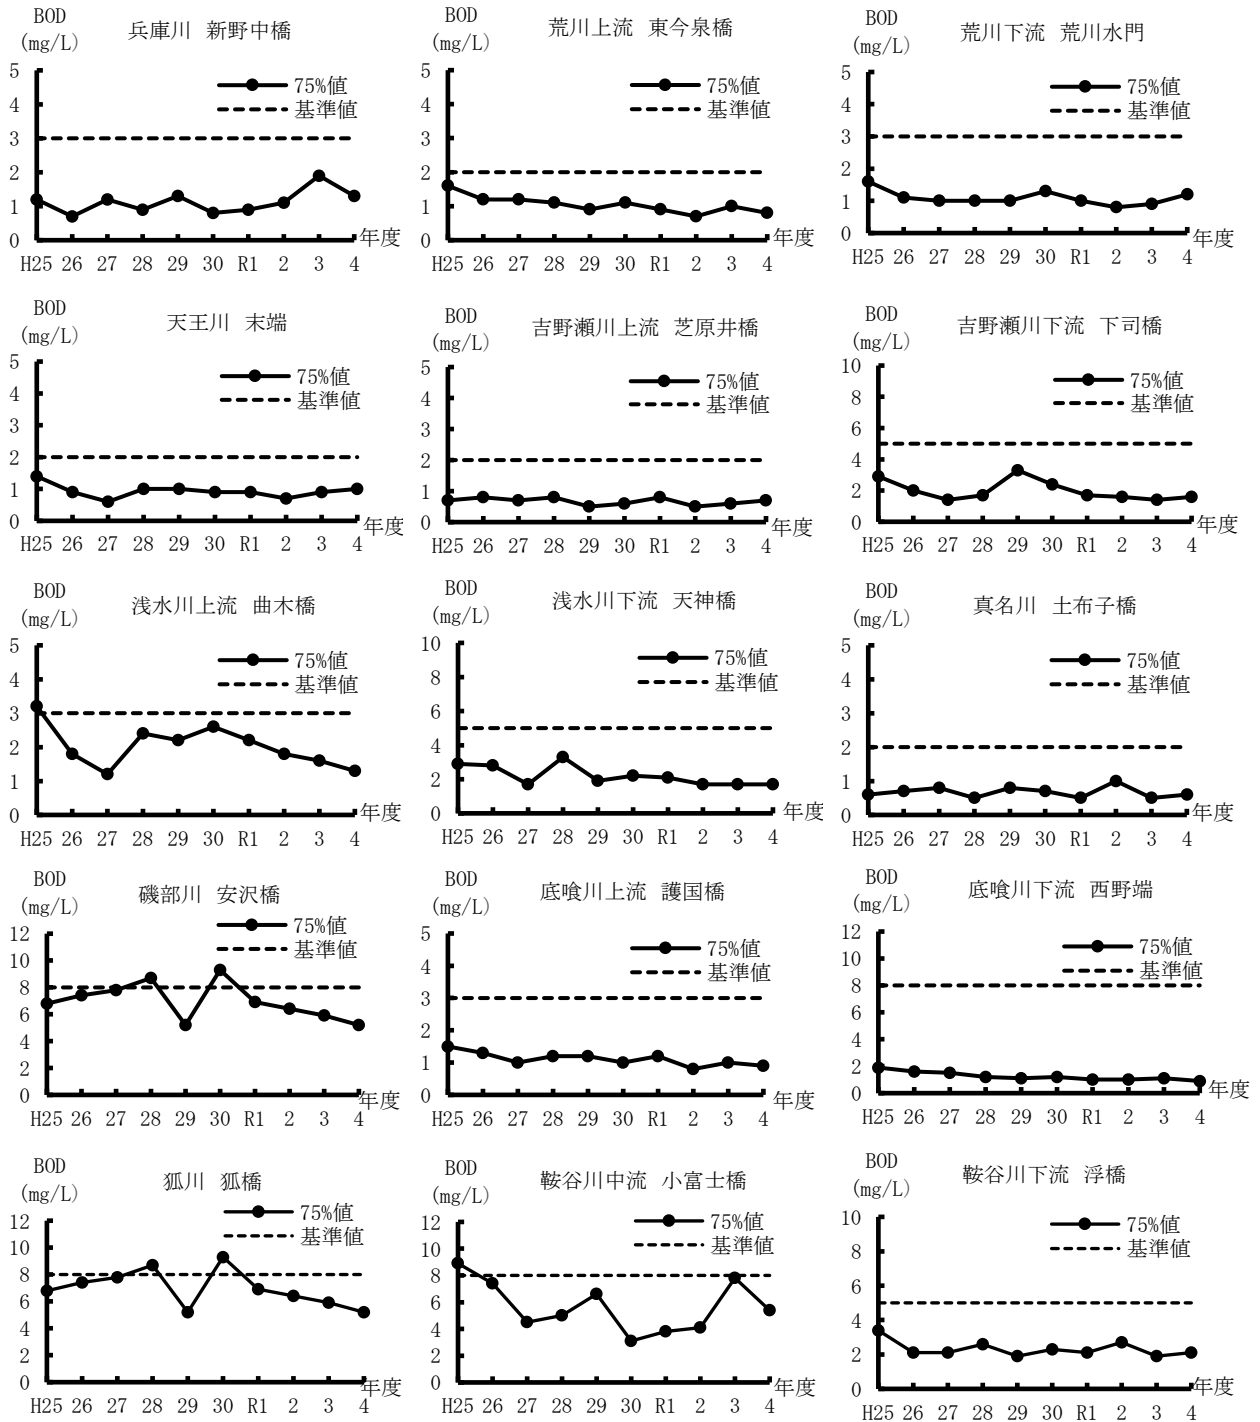 BOD
(mg/L)
兵庫川 新野中橋
75%値
基準値
5
4
3
2
1
0
H25 26 27 28 29 30 R1 2 3 4
年度
BOD
(mg/L)
荒川上流 東今泉橋
75%値
基準値
5
4
3
2
1
0
H25 26 27 28 29 30 R1 2 3 4
年度
BOD
(mg/L)
荒川下流 荒川水門
75%値
基準値
5
4
3
2
1
0
H25 26 27 28 29 30 R1 2 3 4
年度
BOD
(mg/L)
天王川 末端
75%値
基準値
5
4
3
2
1
0
H25 26 27 28 29 30 R1 2 3 4
年度
BOD
(mg/L)
吉野瀬川上流 芝原井橋
75%値
基準値
5
4
3
2
1
0
H25 26 27 28 29 30 R1 2 3 4
年度
BOD
(mg/L)
吉野瀬川下流 下司橋
75%値
基準値
10
8
6
4
2
0
H25 26 27 28 29 30 R1 2 3 4
年度
BOD
(mg/L)
浅水川上流 曲木橋
75%値
基準値
5
4
3
2
1
0
H25 26 27 28 29 30 R1 2 3 4
年度
BOD
(mg/L)
浅水川下流 天神橋
75%値
基準値
10
8
6
4
2
0
H25 26 27 28 29 30 R1 2 3 4
年度
BOD
(mg/L)
真名川 土布子橋
75%値
基準値
5
4
3
2
1
0
H25 26 27 28 29 30 R1 2 3 4
年度
BOD
(mg/L)
磯部川 安沢橋
75%値
基準値
12
10
8
6
4
2
0
H25 26 27 28 29 30 R1 2 3 4
年度
BOD
(mg/L)
底喰川上流 護国橋
75%値
基準値
5
4
3
2
1
0
H25 26 27 28 29 30 R1 2 3 4
年度
BOD
(mg/L)
底喰川下流 西野端
75%値
基準値
12
10
8
6
4
2
0
H25 26 27 28 29 30 R1 2 3 4
年度
BOD
(mg/L)
狐川 狐橋
75%値
基準値
12
10
8
6
4
2
0
H25 26 27 28 29 30 R1 2 3 4
年度
BOD
(mg/L)
鞍谷川中流 小富士橋
75%値
基準値
12
10
8
6
4
2
0
H25 26 27 28 29 30 R1 2 3 4
年度
BOD
(mg/L)
鞍谷川下流 浮橋
75%値
基準値
10
8
6
4
2
0
H25 26 27 28 29 30 R1 2 3 4
年度